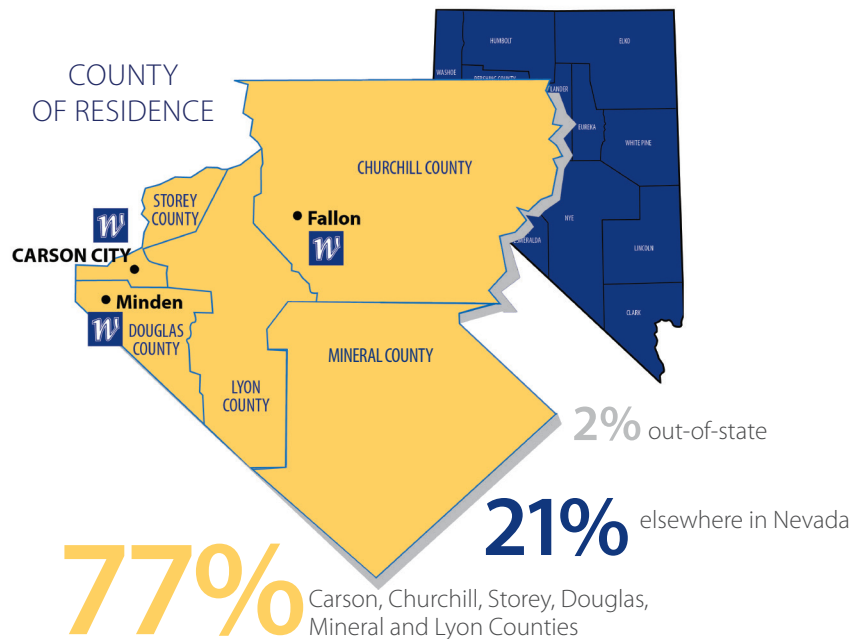 COUNTY
OF RESIDENCE
HUMBOLT
ELKO
WASHOE
PERSHING COUNTY
LANDER
EUREKA
WHITE PINE
CHURCHILL COUNTY
STOREY
COUNTY
W
Fallon
W
NYE
ESMERALDA
LINCOLN
CARSON CITY
Minden
W
DOUGLAS
COUNTY
CLARK
MINERAL COUNTY
LYON
COUNTY
2% out-of-state
21% elsewhere in Nevada
77% Carson, Churchill, Storey, Douglas,
Mineral and Lyon Counties